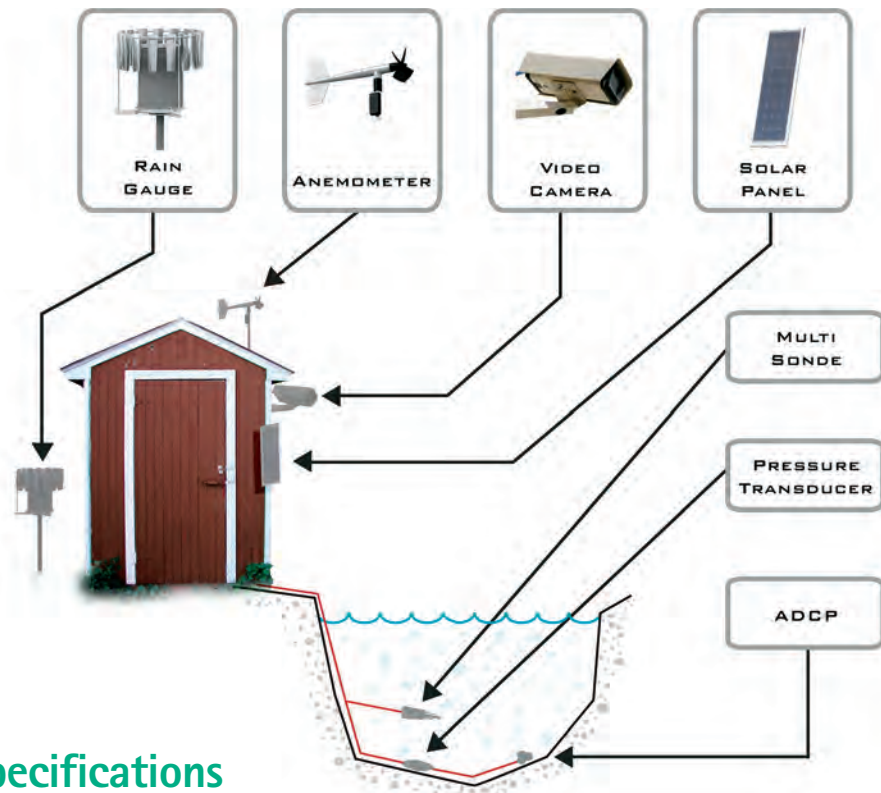 RAIN
GAUGE
ANEMOMETER
VIDEO
CAMERA
SOLAR
PANEL
MULTI
SONDE
PRESSURE
TRANSDUCER
ADCP
pecifications